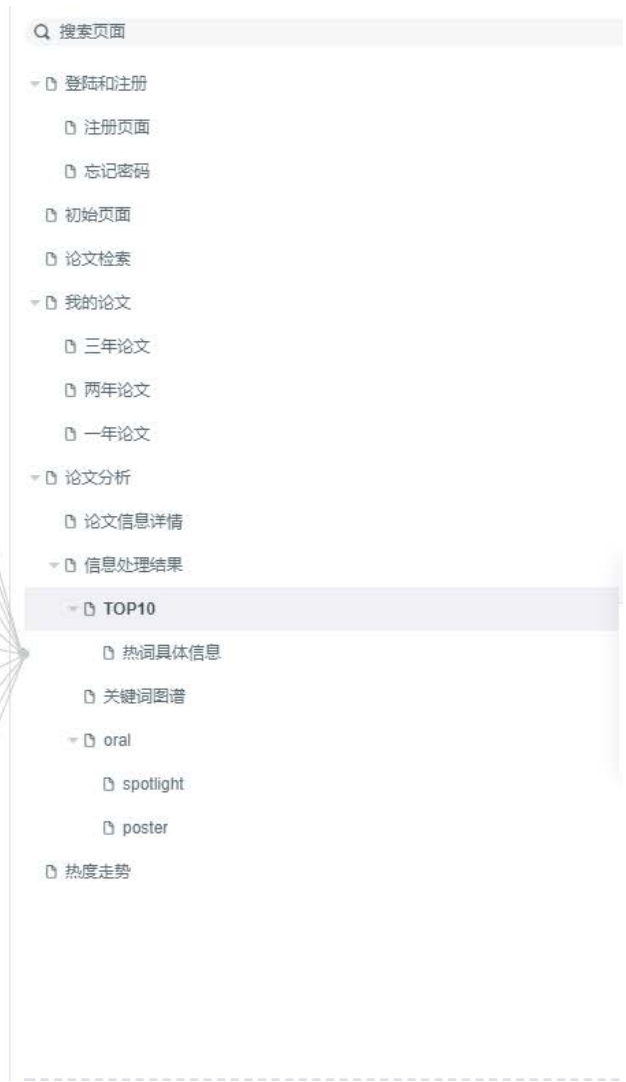 搜索页面
登陆和注册
注册页面
忘记密码
初始页面
论文检索
我的论文
三年论文
两年论文
一年论文
论文分析
论文信息详情
信息处理结果
TOP10
热词具体信息
关键词图谱
oral
spotlight
poster
热度走势